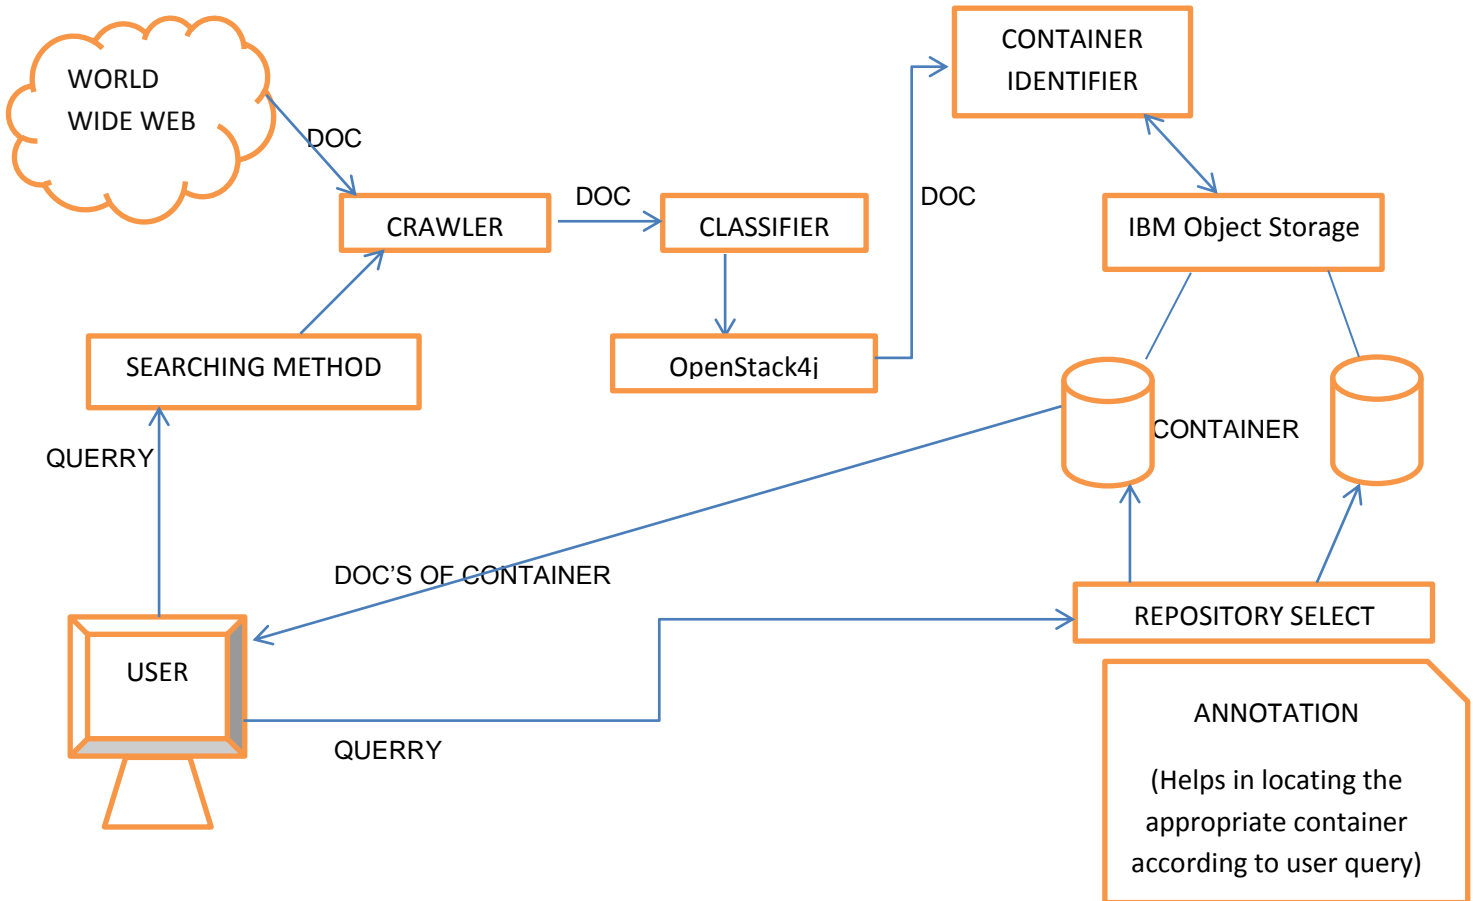 WORLD
WIDE WEB
CONTAINER
IDENTIFIER
DOC
DOC
DOC
CRAWLER
CLASSIFIER
IBM Object Storage
SEARCHING METHOD
OpenStack4j
QUERRY
CONTAINER
DOC'S OF CONTAINER
REPOSITORY SELECT
USER
QUERRY
ANNOTATION
(Helps in locating the
appropriate container
according to user query)